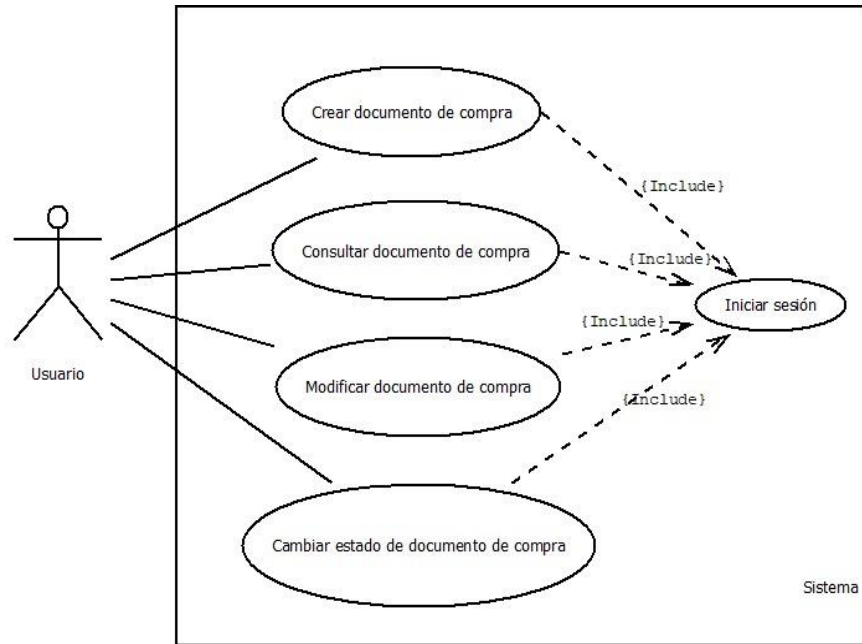 Crear documento de compra
{Include}
Consultar documento de compra
{Include}
Iniciar sesión
{Include}
Usuario
Modificar documento de compra
{Include}
Cambiar estado de documento de compra
Sistema